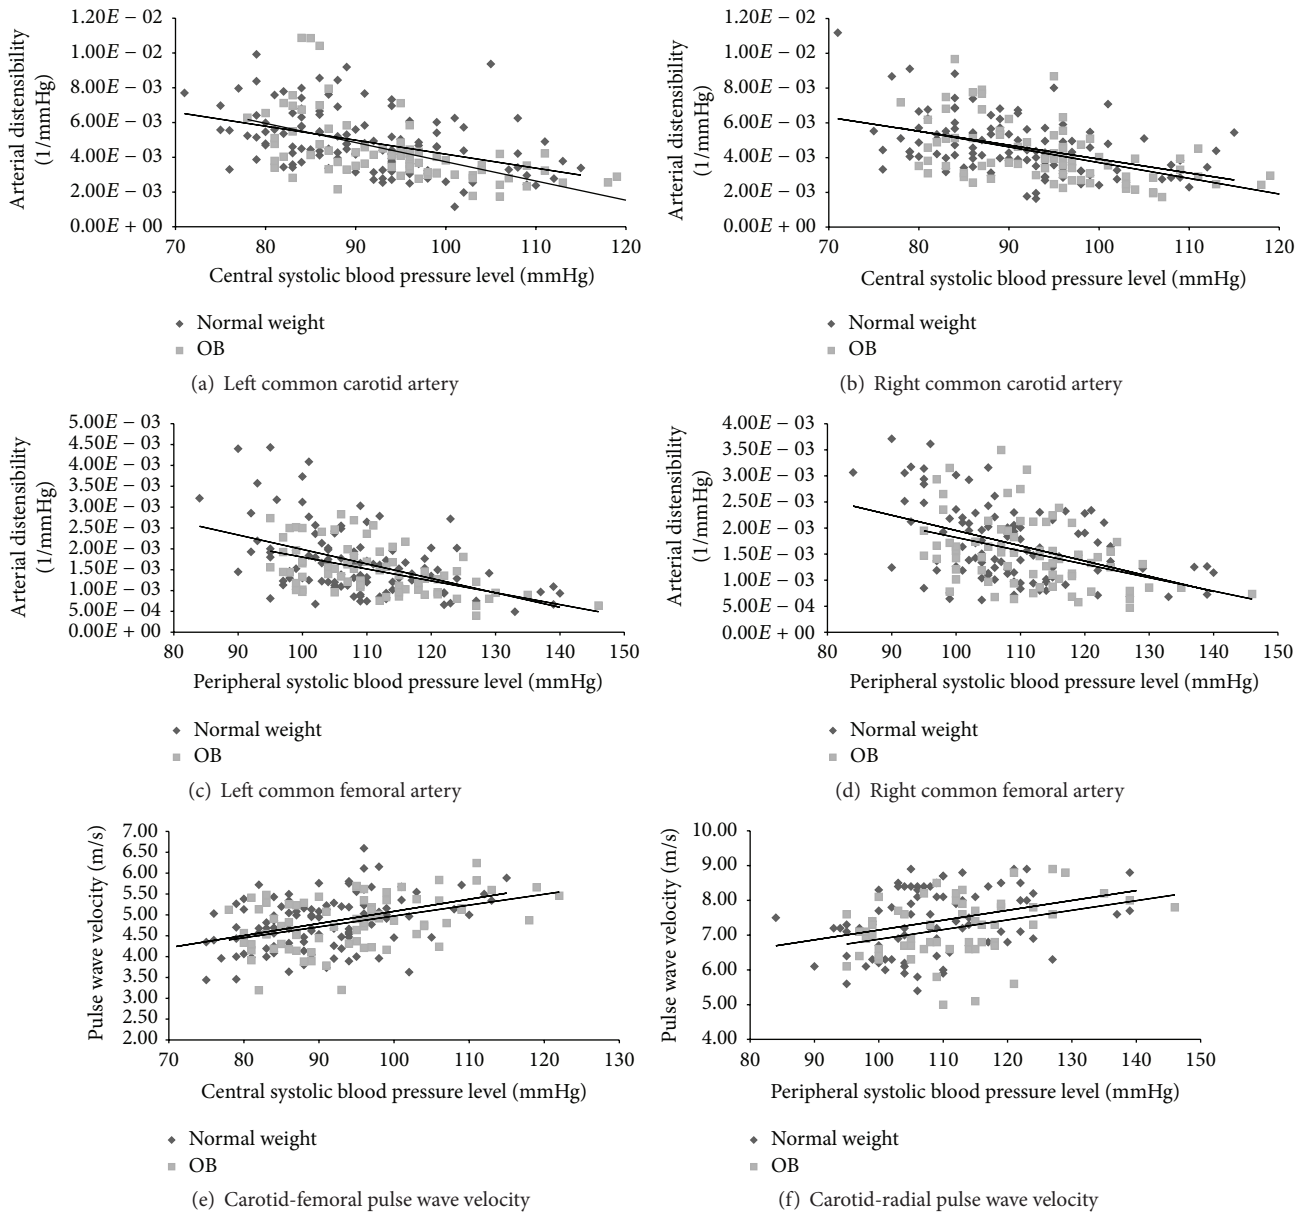 Arterial distensibility
(1/mmHg)
1.20E − 02
1.00E − 02
8.00E − 03
6.00E − 03
4.00E − 03
2.00E − 03
0.00E + 00
70 80 90 100 110 120
Central systolic blood pressure level (mmHg)
Normal weight
OB
(a) Left common carotid artery
Arterial distensibility
(1/mmHg)
1.20E − 02
1.00E − 02
8.00E − 03
6.00E − 03
4.00E − 03
2.00E − 03
0.00E + 00
70 80 90 100 110 120
Central systolic blood pressure level (mmHg)
Normal weight
OB
(b) Right common carotid artery
Arterial distensibility
(1/mmHg)
5.00E − 03
4.50E − 03
4.00E − 03
3.50E − 03
3.00E − 03
2.50E − 03
2.00E − 03
1.50E − 03
1.00E − 03
5.00E − 04
0.00E + 00
80 90 100 110 120 130 140 150
Peripheral systolic blood pressure level (mmHg)
Normal weight
OB
(c) Left common femoral artery
Arterial distensibility
(1/mmHg)
4.00E − 03
3.50E − 03
3.00E − 03
2.50E − 03
2.00E − 03
1.50E − 03
1.00E − 03
5.00E − 04
0.00E + 00
80 90 100 110 120 130 140 150
Peripheral systolic blood pressure level (mmHg)
Normal weight
OB
(d) Right common femoral artery
Pulse wave velocity (m/s)
7.00
6.50
6.00
5.50
5.00
4.50
4.00
3.50
3.00
2.50
2.00
70 80 90 100 110 120 130
Central systolic blood pressure level (mmHg)
Normal weight
OB
(e) Carotid-femoral pulse wave velocity
Pulse wave velocity (m/s)
10.00
9.00
8.00
7.00
6.00
5.00
4.00
80 90 100 110 120 130 140 150
Peripheral systolic blood pressure level (mmHg)
Normal weight
OB
(f) Carotid-radial pulse wave velocity